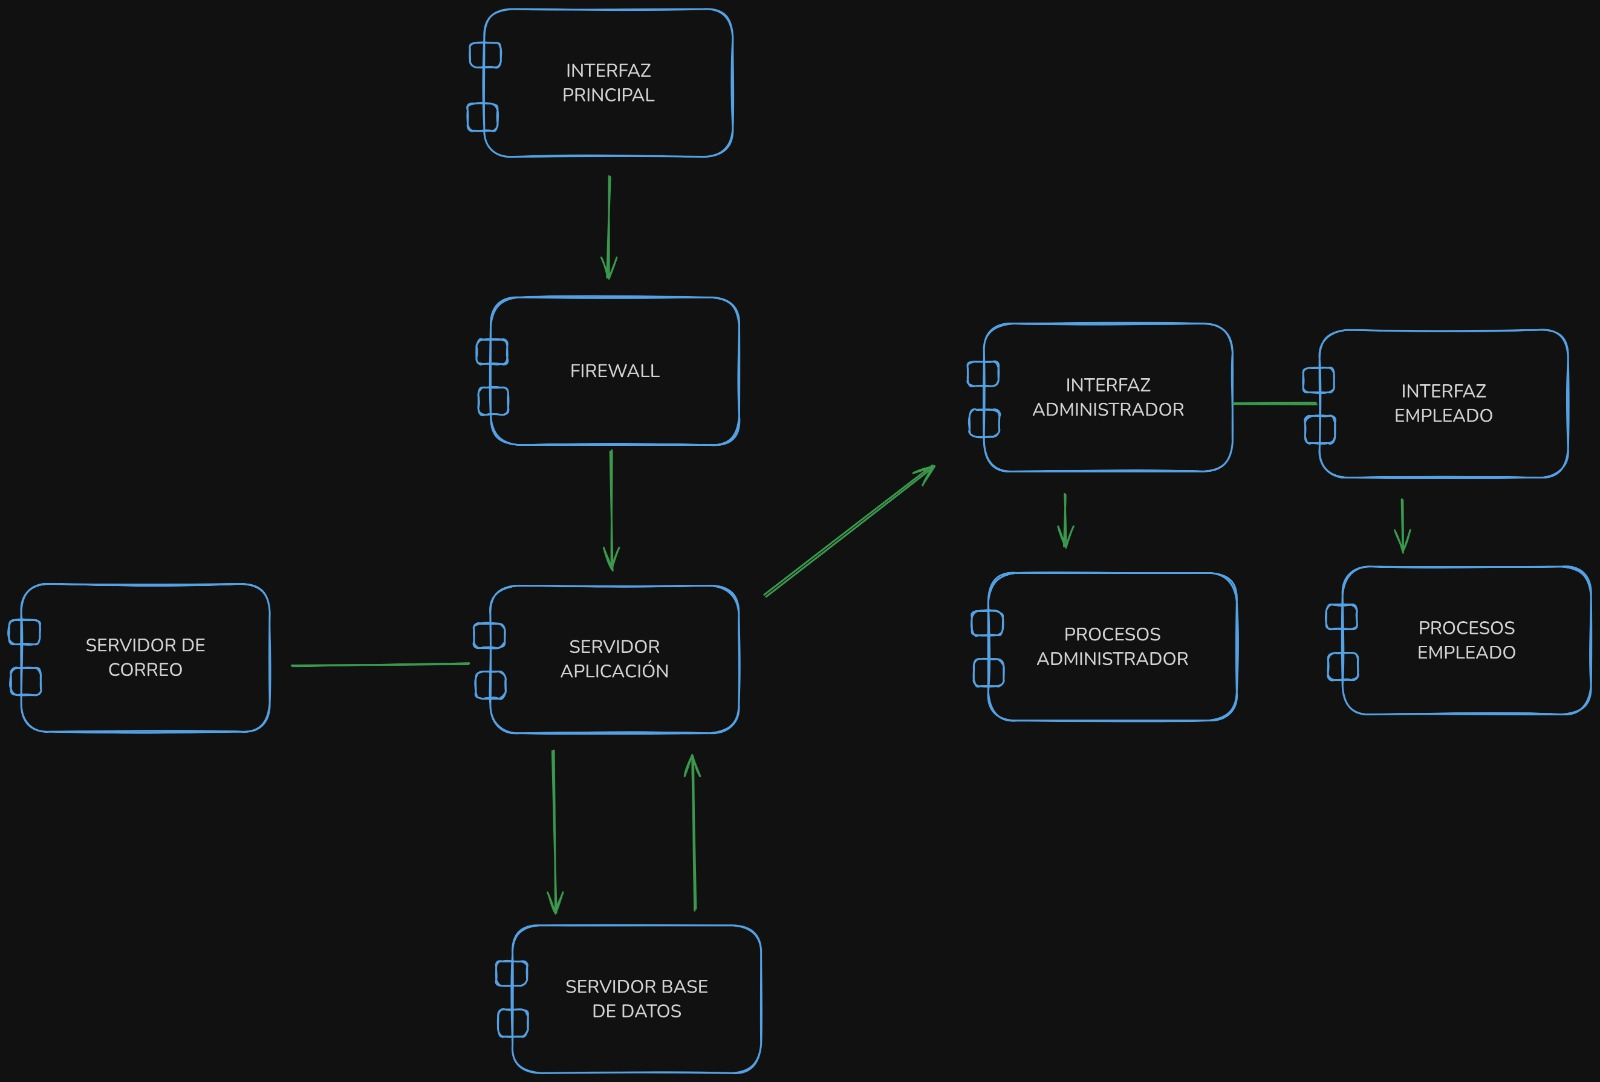 INTERFAZ
PRINCIPAL
FIREWALL
INTERFAZ
ADMINISTRADOR
INTERFAZ
EMPLEADO
SERVIDOR DE
CORREO
SERVIDOR
APLICACIÓN
PROCESOS
ADMINISTRADOR
PROCESOS
EMPLEADO
SERVIDOR BASE
DE DATOS